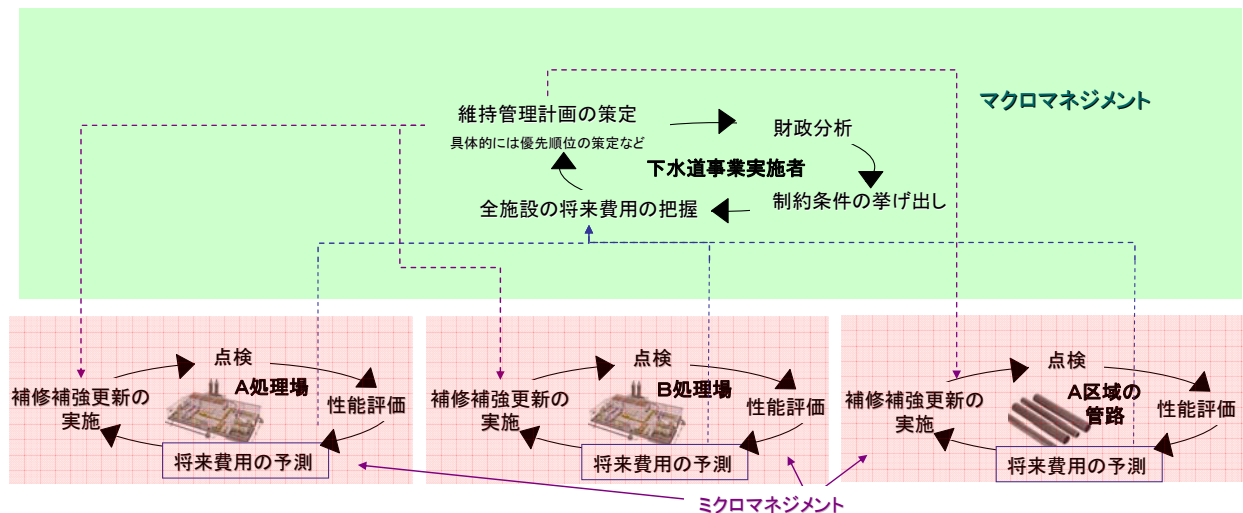 マクロマネジメント
維持管理計画の策定
具体的には優先順位の策定など
財政分析
下水道事業実施者
全施設の将来費用の把握
制約条件の挙げ出し
点検
A処理場
補修補強更新の
実施
性能評価
将来費用の予測
点検
B処理場
補修補強更新の
実施
性能評価
将来費用の予測
点検
A区域の
管路
補修補強更新の
実施
性能評価
将来費用の予測
ミクロマネジメント